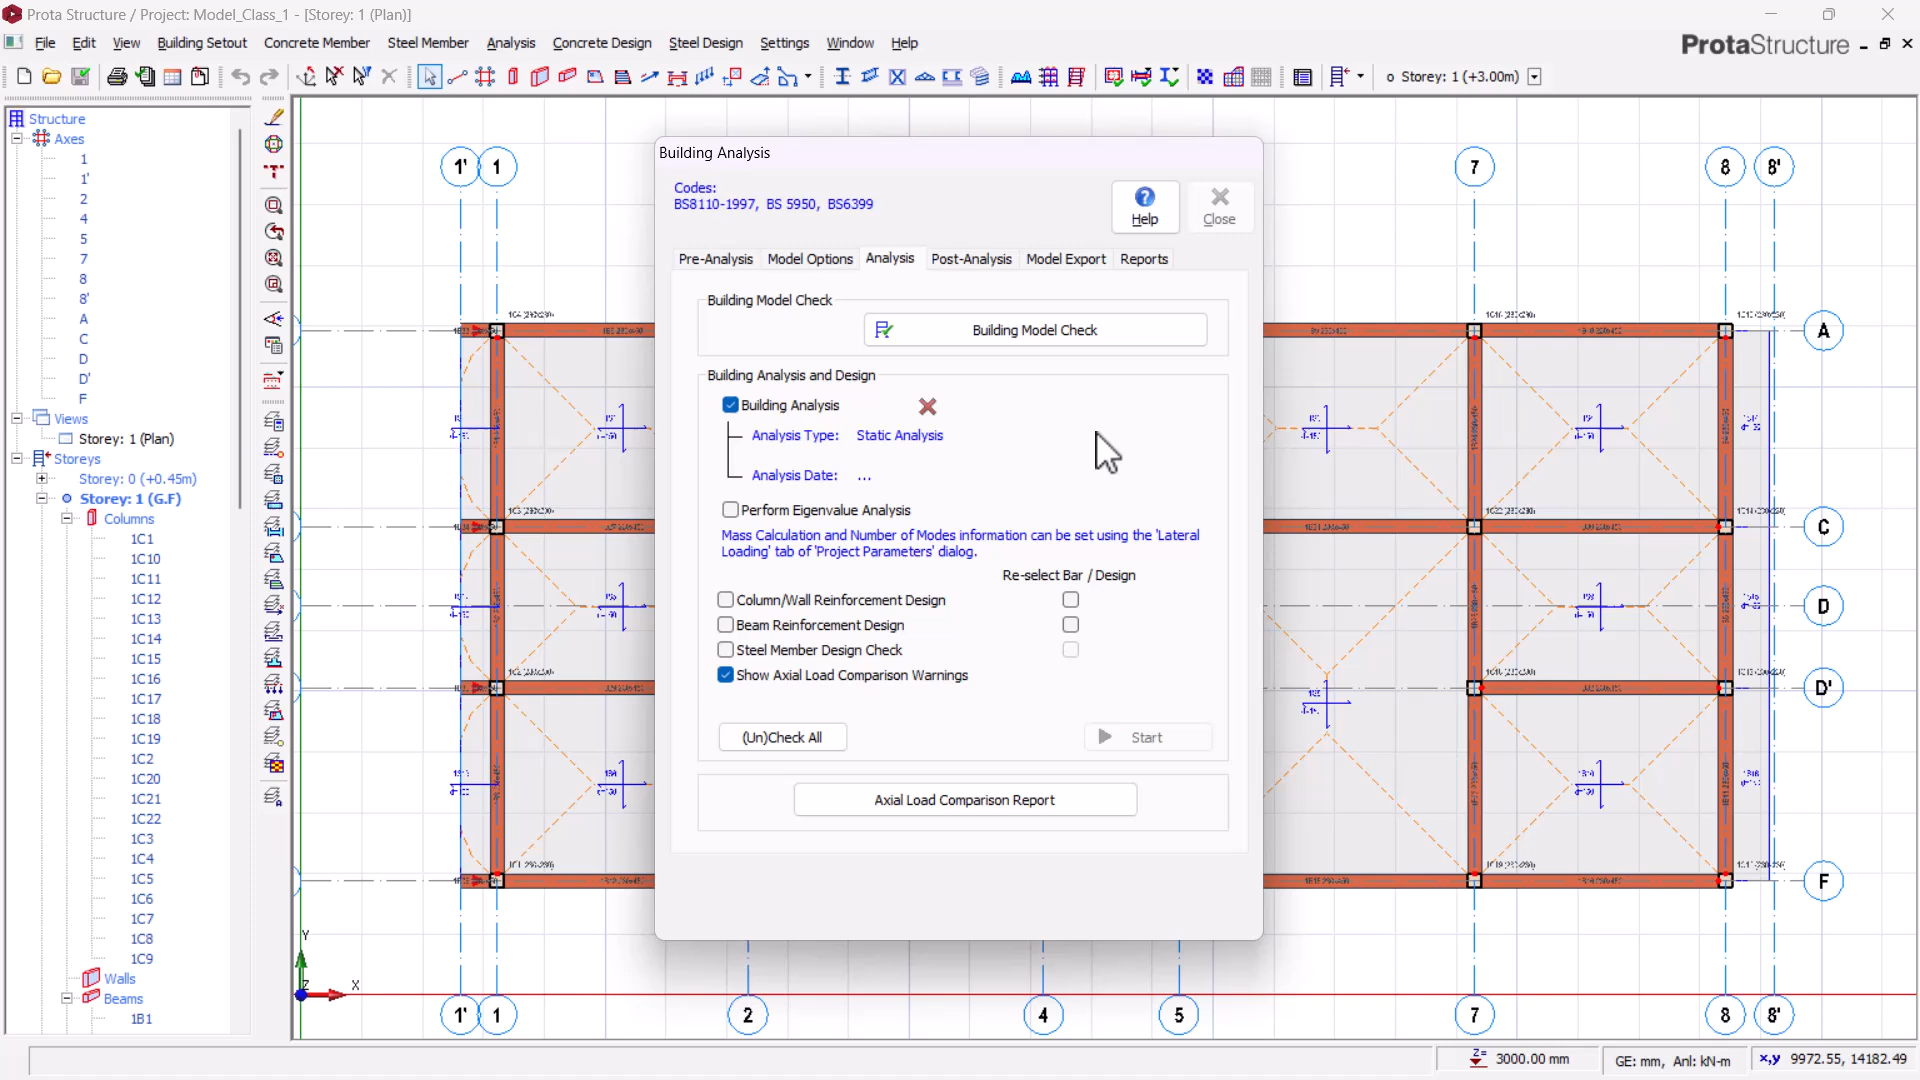 Prota Structure / Project: Model_Class_1 - [Storey: 1 (Plan)]
File Edit View Building Setout Concrete Member Steel Member Analysis Concrete Design Steel Design Settings Window Help
ProtaStructure
Storey: 1 (+3.00m)
Structure
Axes
1
1'
2
4
5
7
8
8'
A
C
D
D'
F
Views
Storey: 1 (Plan)
Storeys
Storey: 0 (+0.45m)
Storey: 1 (G.F)
Columns
1C1
1C10
1C11
1C12
1C13
1C14
1C15
1C16
1C17
1C18
1C19
1C2
1C20
1C21
1C22
1C3
1C4
1C5
1C6
1C7
1C8
1C9
Walls
Beams
1B1
1' 1 7 8 8'
A
C
D
D'
F
Building Analysis
Codes:
BS8110-1997, BS 5950, BS6399
Help
Close
Pre-Analysis Model Options Analysis Post-Analysis Model Export Reports
Building Model Check
Building Model Check
Building Analysis and Design
Building Analysis
Analysis Type: Static Analysis
Analysis Date: ...
Perform Eigenvalue Analysis
Mass Calculation and Number of Modes information can be set using the 'Lateral
Loading' tab of 'Project Parameters' dialog.
Re-select Bar / Design
Column/Wall Reinforcement Design
Beam Reinforcement Design
Steel Member Design Check
Show Axial Load Comparison Warnings
(Un)Check All
Start
Axial Load Comparison Report
Y
Z
X
1' 1 2 4 5 7 8 8'
Z= 3000.00 mm
GE: mm, Anl: kN-m
x,y 9972.55, 14182.49